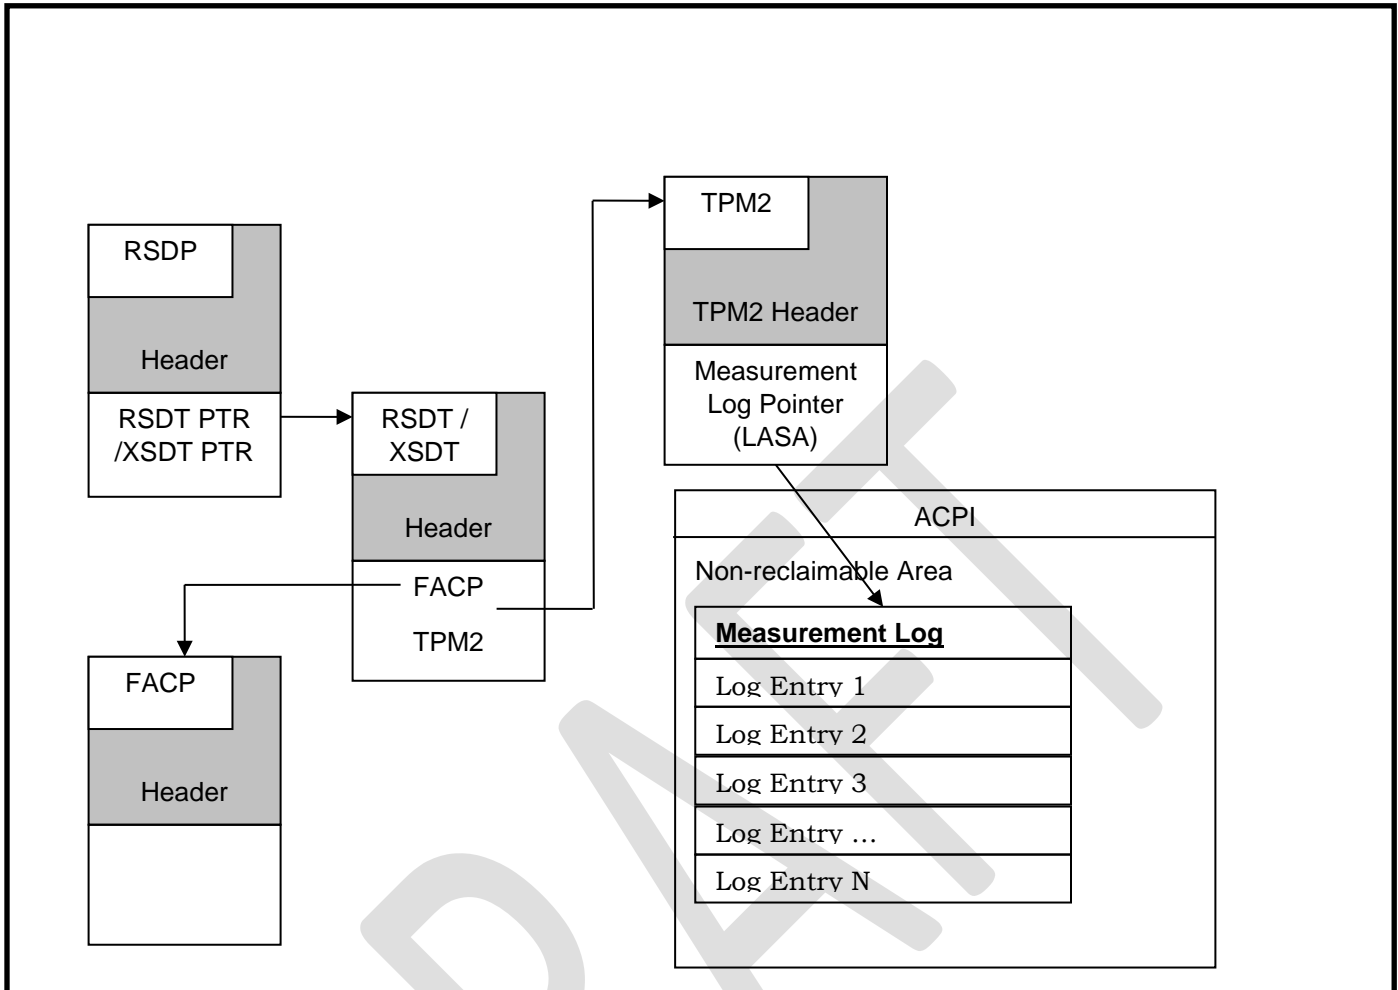 RSDP
Header
RSDT PTR
/XSDT PTR
RSDT /
XSDT
Header
FACP
TPM2
FACP
Header
TPM2
TPM2 Header
Measurement
Log Pointer
(LASA)
ACPI
Non-reclaimable Area
Measurement Log
Log Entry 1
Log Entry 2
Log Entry 3
Log Entry …
Log Entry N
DRAFT